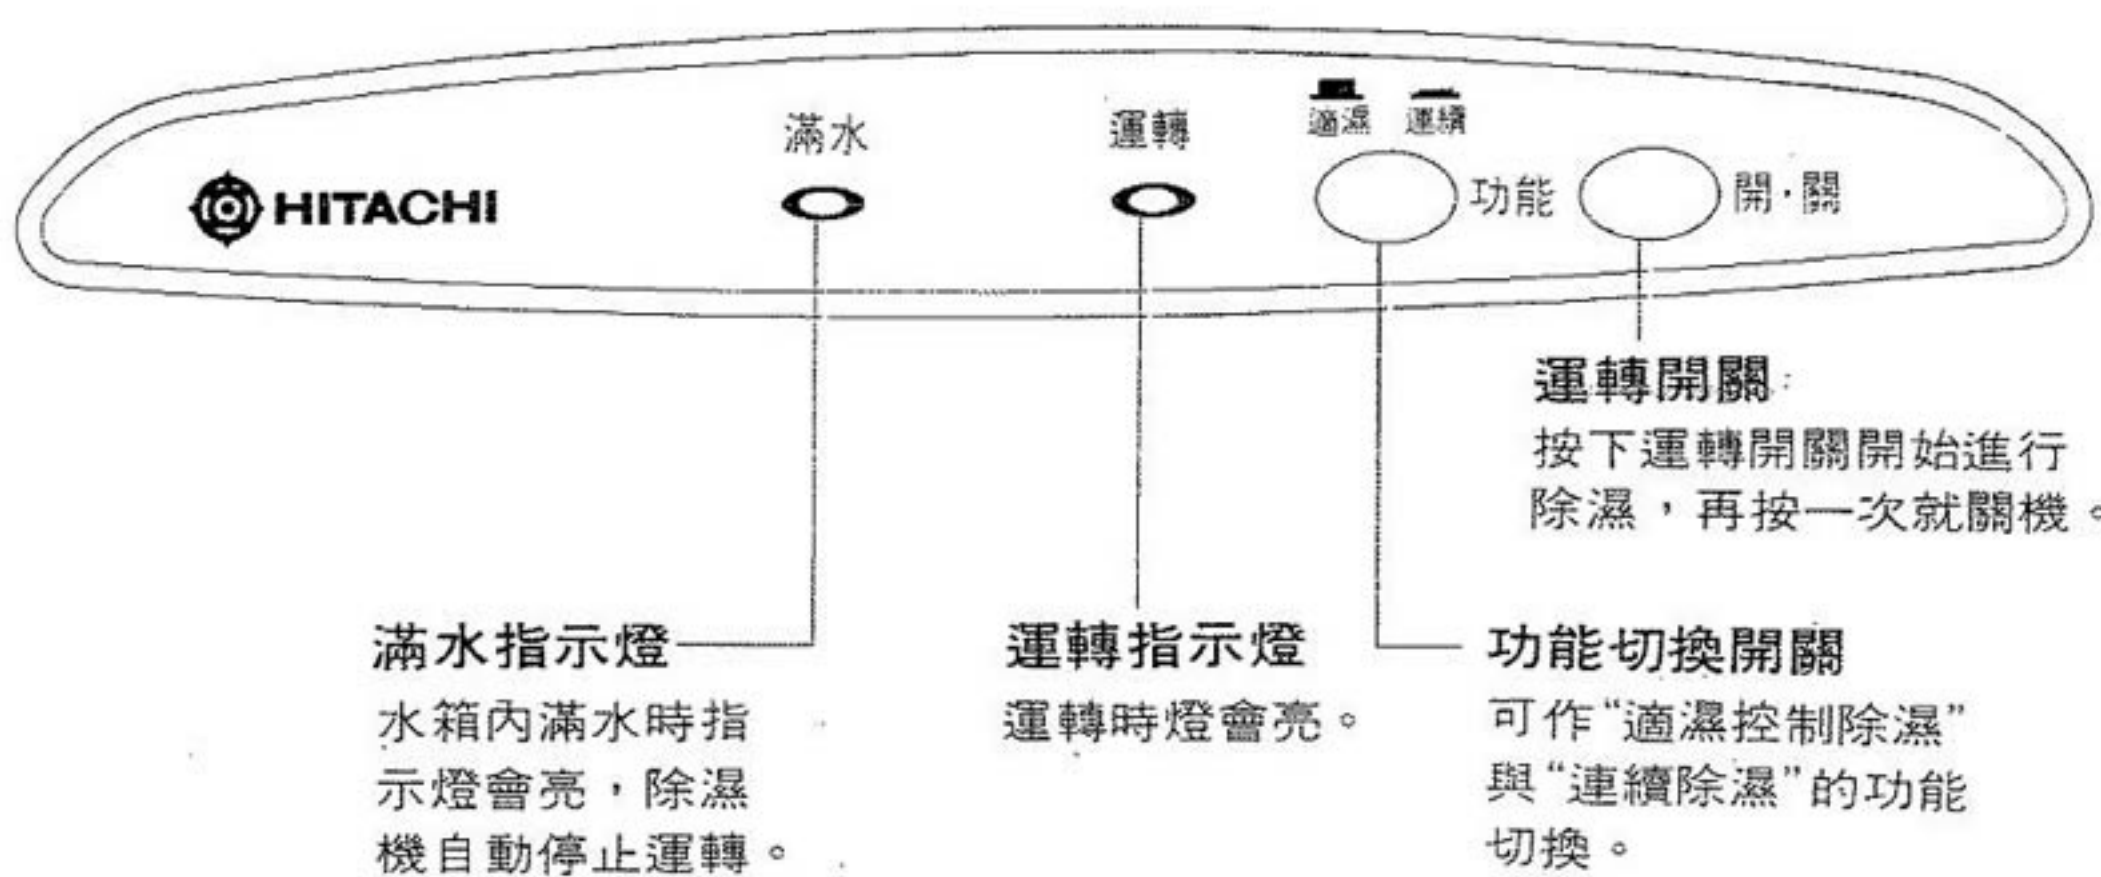 HITACHI
滿水
運轉
適濕 連續
功能
開·關
運轉開關
按下運轉開關開始進行
除濕，再按一次就關機。
滿水指示燈
水箱內滿水時指
示燈會亮，除濕
機自動停止運轉。
運轉指示燈
運轉時燈會亮。
功能切換開關
可作“適濕控制除濕”
與“連續除濕”的功能
切換。